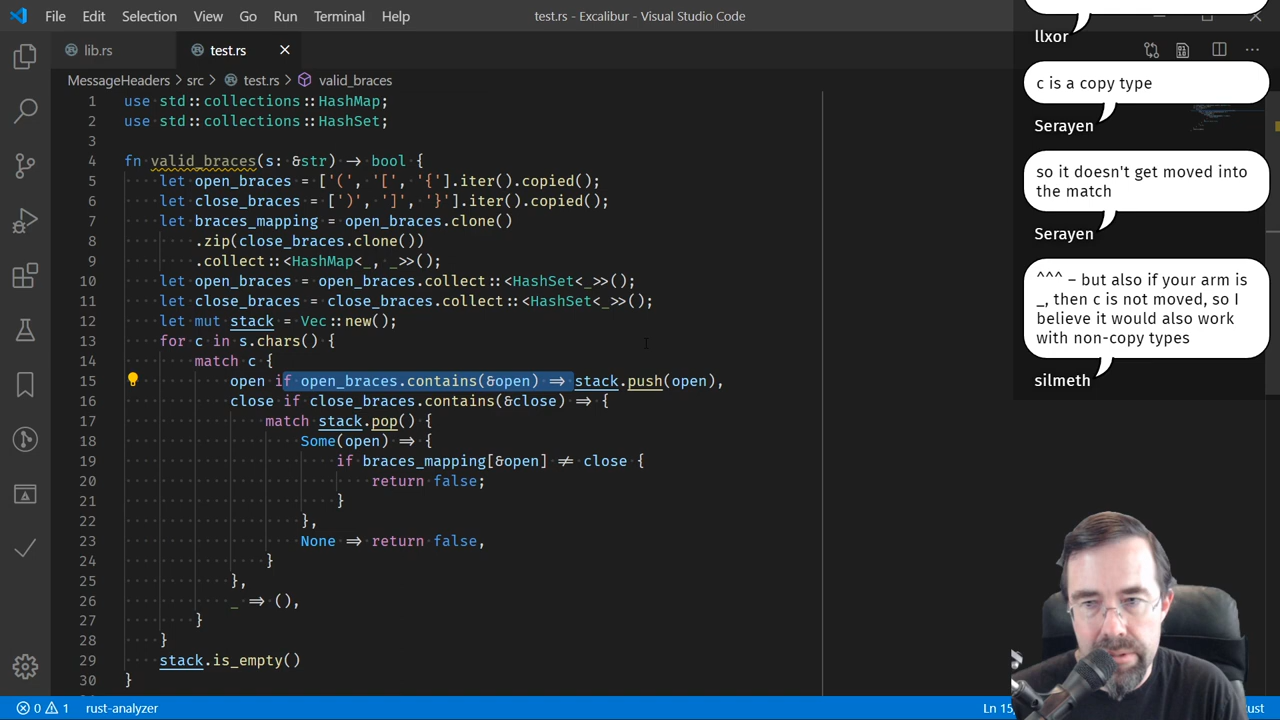 File Edit Selection View Go Run Terminal Help
test.rs - Excalibur - Visual Studio Code
lib.rs
test.rs
MessageHeaders > src > test.rs > valid_braces
1 use std::collections::HashMap;
2 use std::collections::HashSet;
3
4 fn valid_braces(s: &str) → bool {
5 let open_braces = ['(', '[', '{'].iter().copied();
6 let close_braces = [')', ']', '}'].iter().copied();
7 let braces_mapping = open_braces.clone()
8 .zip(close_braces.clone())
9 .collect::<HashMap<_, _>>();
10 let open_braces = open_braces.collect::<HashSet<_>>();
11 let close_braces = close_braces.collect::<HashSet<_>>();
12 let mut stack = Vec::new();
13 for c in s.chars() {
14 match c {
15 open if open_braces.contains(&open) ⇒ stack.push(open),
16 close if close_braces.contains(&close) ⇒ {
17 match stack.pop() {
18 Some(open) ⇒ {
19 if braces_mapping[&open] ≠ close {
20 return false;
21 }
22 },
23 None ⇒ return false,
24 }
25 },
26 _ ⇒ (),
27 }
28 }
29 stack.is_empty()
30 }
llxor
c is a copy type
Serayen
so it doesn't get moved into
the match
Serayen
^^^ – but also if your arm is
_, then c is not moved, so I
believe it would also work
with non-copy types
silmeth
0 1 rust-analyzer
Ln 15,